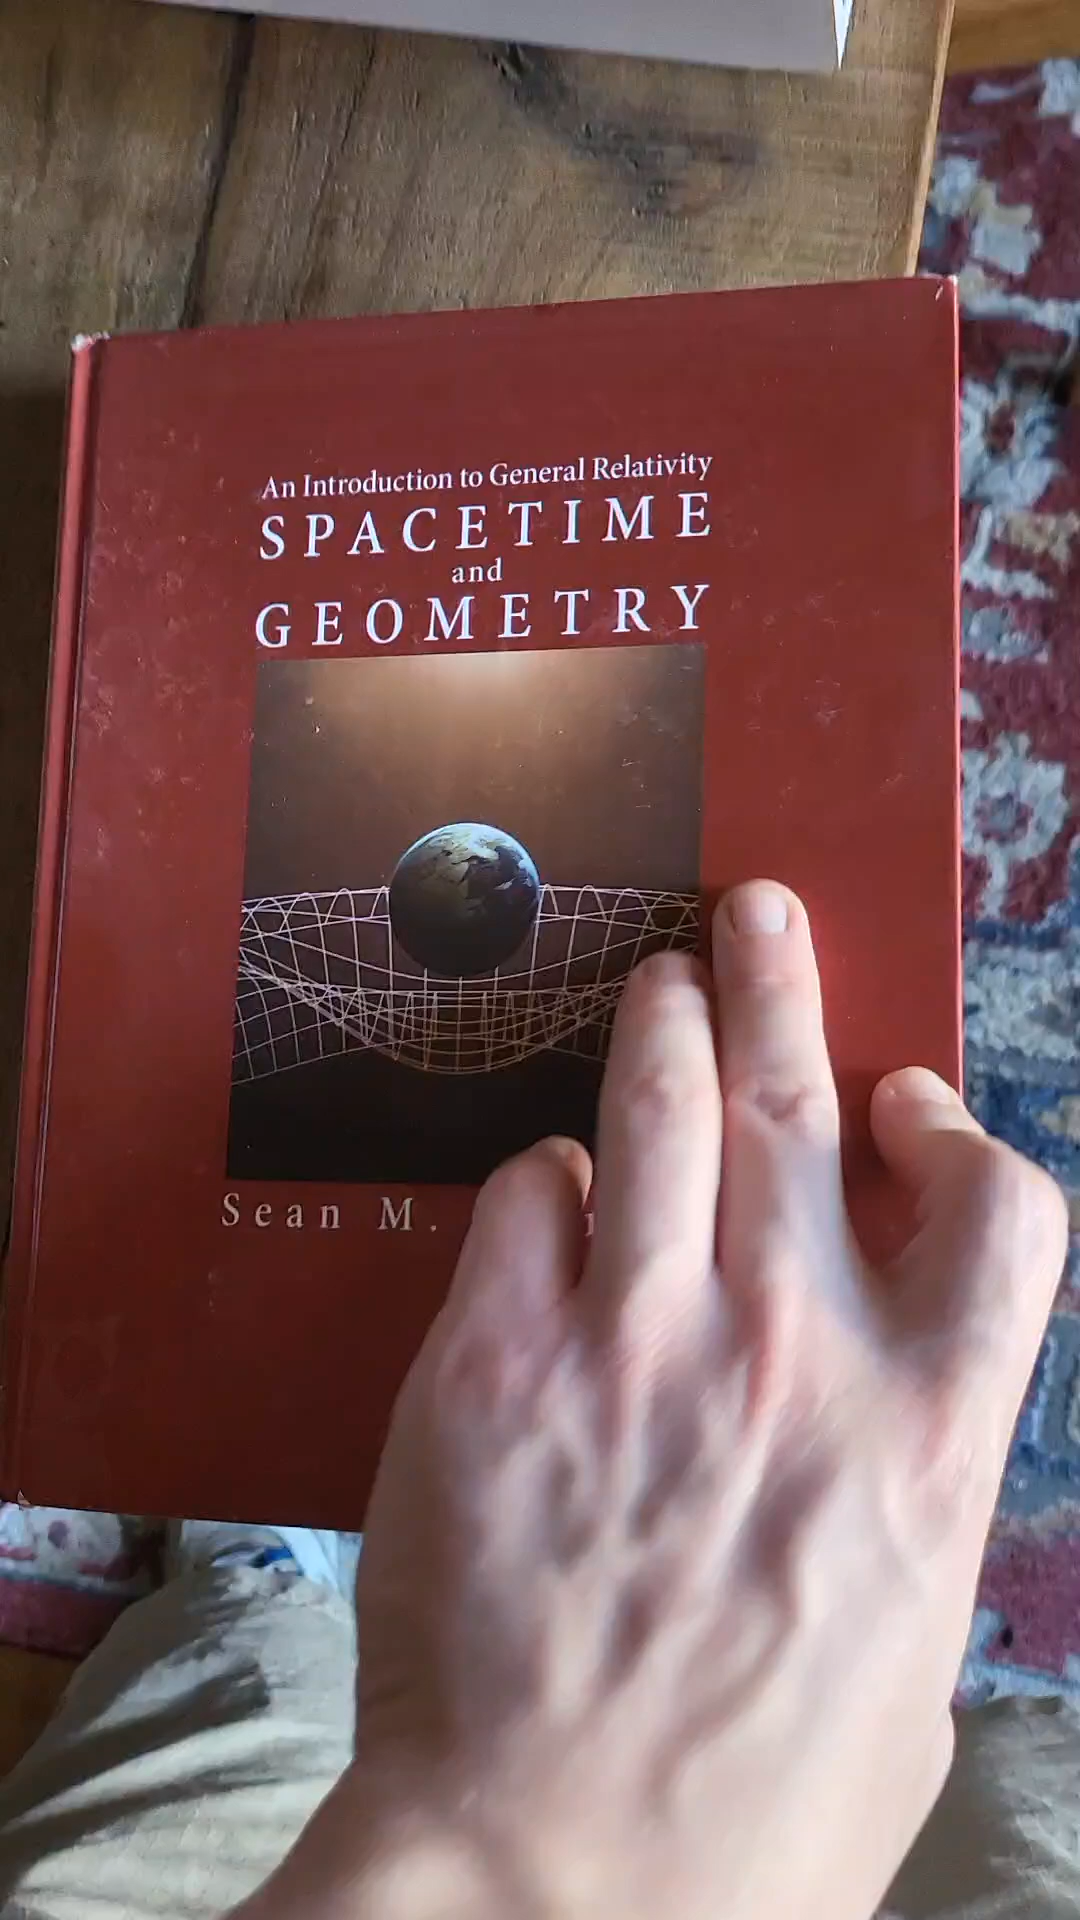 An Introduction to General Relativity
SPACETIME
and
GEOMETRY
Sean M.